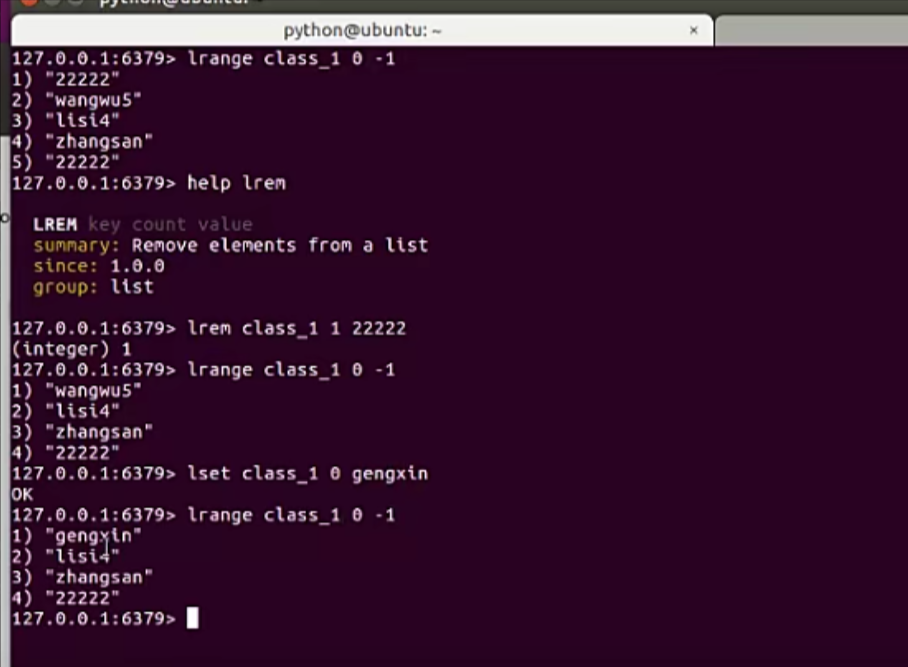 python@ubuntu: ~
python@ubuntu: ~ ×
127.0.0.1:6379> lrange class_1 0 -1
1) "22222"
2) "wangwu5"
3) "lisi4"
4) "zhangsan"
5) "22222"
127.0.0.1:6379> help lrem
LREM key count value
summary: Remove elements from a list
since: 1.0.0
group: list
127.0.0.1:6379> lrem class_1 1 22222
(integer) 1
127.0.0.1:6379> lrange class_1 0 -1
1) "wangwu5"
2) "lisi4"
3) "zhangsan"
4) "22222"
127.0.0.1:6379> lset class_1 0 gengxin
OK
127.0.0.1:6379> lrange class_1 0 -1
1) "gengxin"
2) "lisi4"
3) "zhangsan"
4) "22222"
127.0.0.1:6379>